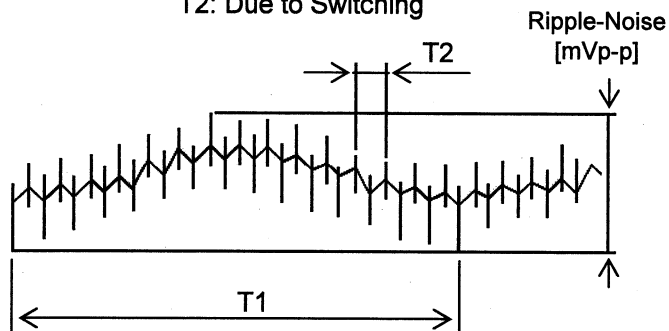 T2: Due to Switching
Ripple-Noise
[mVp-p]
T2
T1